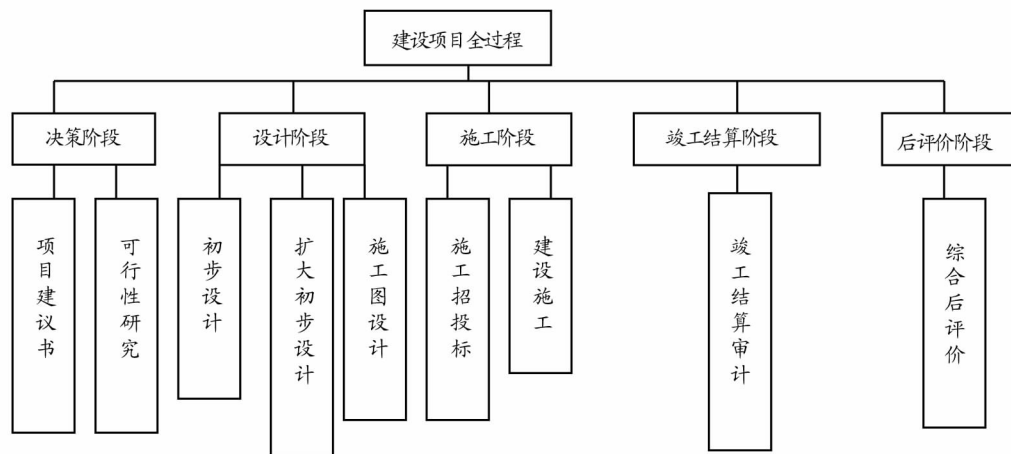 建设项目全过程
决策阶段
设计阶段
施工阶段
竣工结算阶段
后评价阶段
项目建议书
可行性研究
初步设计
扩大初步设计
施工图设计
施工招投标
建设施工
竣工结算审计
综合后评价